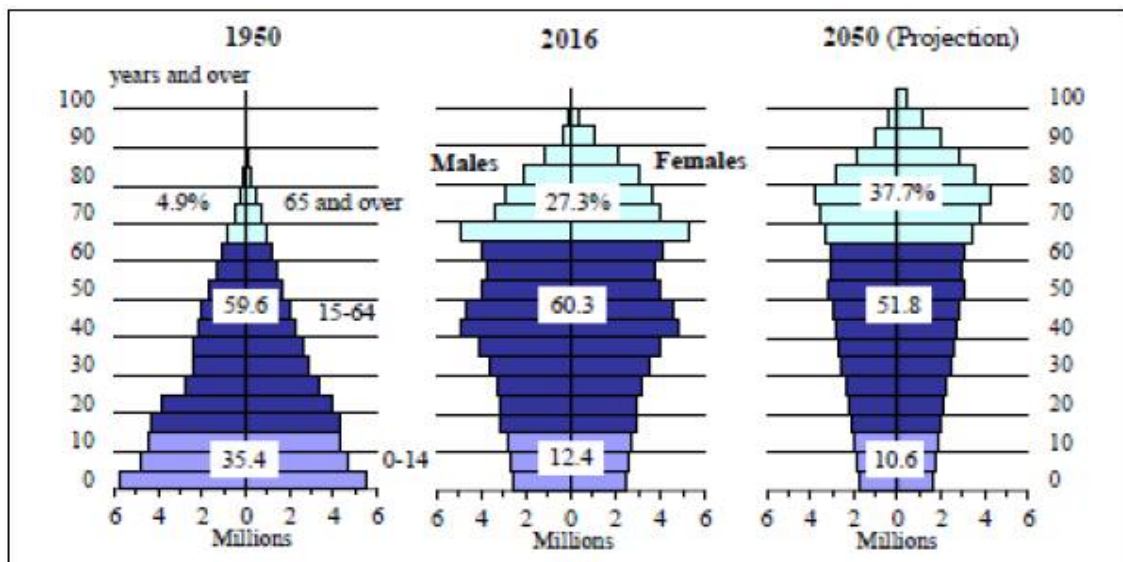 1950 2016 2050 (Projection)
years and over
100 100
90 90
Males Females
80 80
4.9% 65 and over 27.3% 37.7%
70 70
60 60
50 50
59.6 15-64 60.3 51.8
40 40
30 30
20 20
10 10
35.4 0-14 12.4 10.6
0 0
6 4 2 0 2 4 6 6 4 2 0 2 4 6 6 4 2 0 2 4 6
Millions Millions Millions